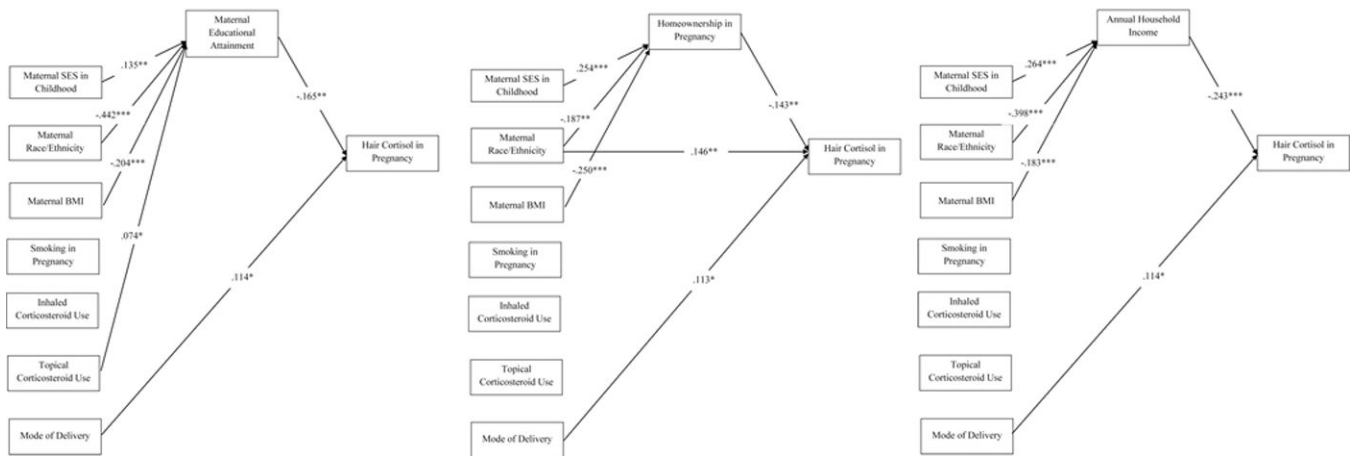 Maternal
Educational
Attainment
.135**
Maternal SES in
Childhood
-.165**
-.442***
Maternal
Race/Ethnicity
Hair Cortisol in
Pregnancy
-.204***
Maternal BMI
.074*
Smoking in
Pregnancy
.114*
Inhaled
Corticosteroid Use
Topical
Corticosteroid Use
Mode of Delivery
Homeownership in
Pregnancy
.254***
Maternal SES in
Childhood
-.143**
-.187**
Maternal
Race/Ethnicity
.146**
Hair Cortisol in
Pregnancy
-.250***
Maternal BMI
Smoking in
Pregnancy
.113*
Inhaled
Corticosteroid Use
Topical
Corticosteroid Use
Mode of Delivery
Annual Household
Income
.264***
Maternal SES in
Childhood
-.243***
-.398***
Maternal
Race/Ethnicity
Hair Cortisol in
Pregnancy
-.183***
Maternal BMI
Smoking in
Pregnancy
.114*
Inhaled
Corticosteroid Use
Topical
Corticosteroid Use
Mode of Delivery